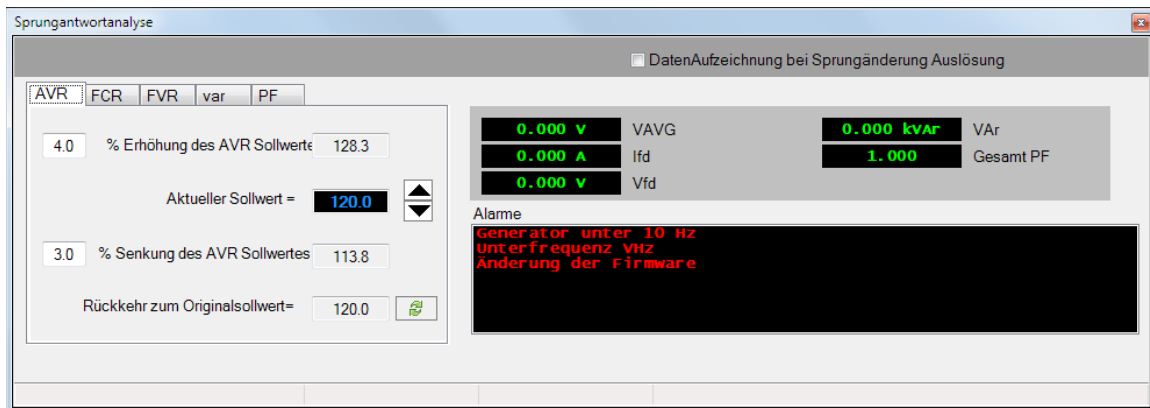 Sprungantwortanalyse
DatenAufzeichnung bei Sprungänderung Auslösung
AVR FCR FVR var PF
4.0 % Erhöhung des AVR Sollwerte 128.3
Aktueller Sollwert = 120.0
3.0 % Senkung des AVR Sollwertes 113.8
Rückkehr zum Originalsollwert= 120.0
0.000 V VAVG 0.000 kVAr VAr
0.000 A Ifd 1.000 Gesamt PF
0.000 V Vfd
Alarme
Generator unter 10 Hz
Unterfrequenz VHz
Änderung der Firmware